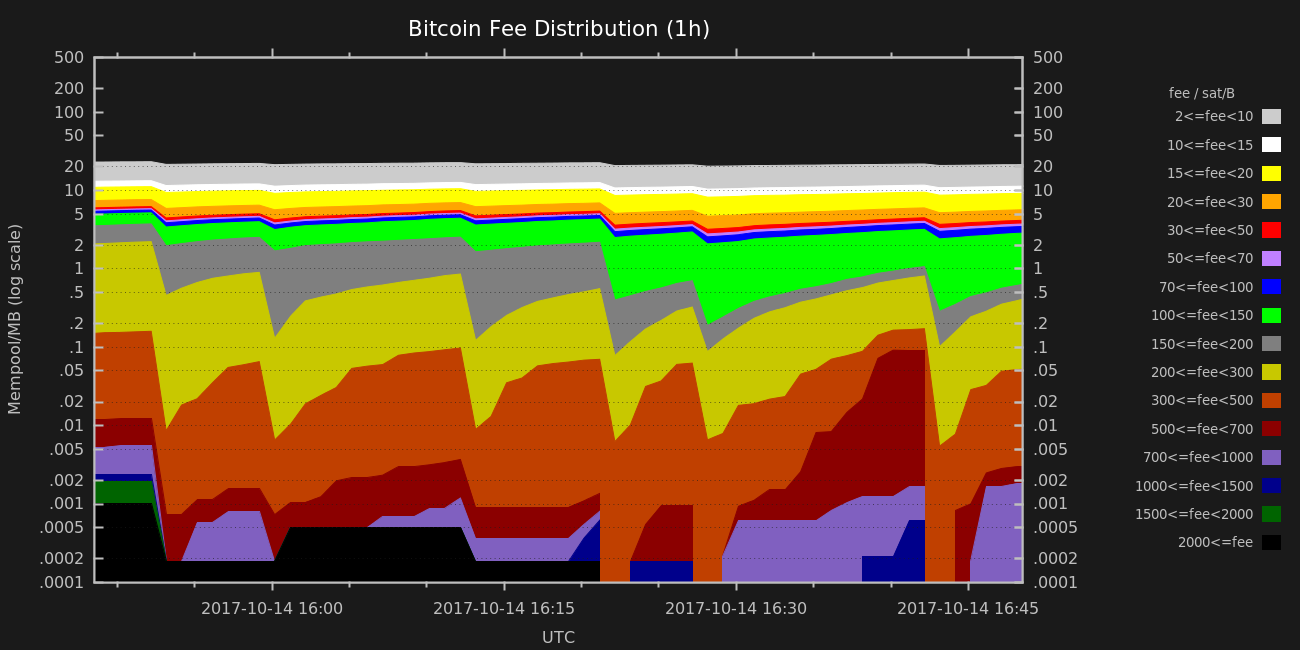 Bitcoin Fee Distribution (1h)
Mempool/MB (log scale)
500
200
100
50
20
10
5
2
1
.5
.2
.1
.05
.02
.01
.005
.002
.001
.0005
.0002
.0001
500
200
100
50
20
10
5
2
1
.5
.2
.1
.05
.02
.01
.005
.002
.001
.0005
.0002
.0001
2017-10-14 16:00 2017-10-14 16:15 2017-10-14 16:30 2017-10-14 16:45
UTC
fee / sat/B
2<=fee<10
10<=fee<15
15<=fee<20
20<=fee<30
30<=fee<50
50<=fee<70
70<=fee<100
100<=fee<150
150<=fee<200
200<=fee<300
300<=fee<500
500<=fee<700
700<=fee<1000
1000<=fee<1500
1500<=fee<2000
2000<=fee